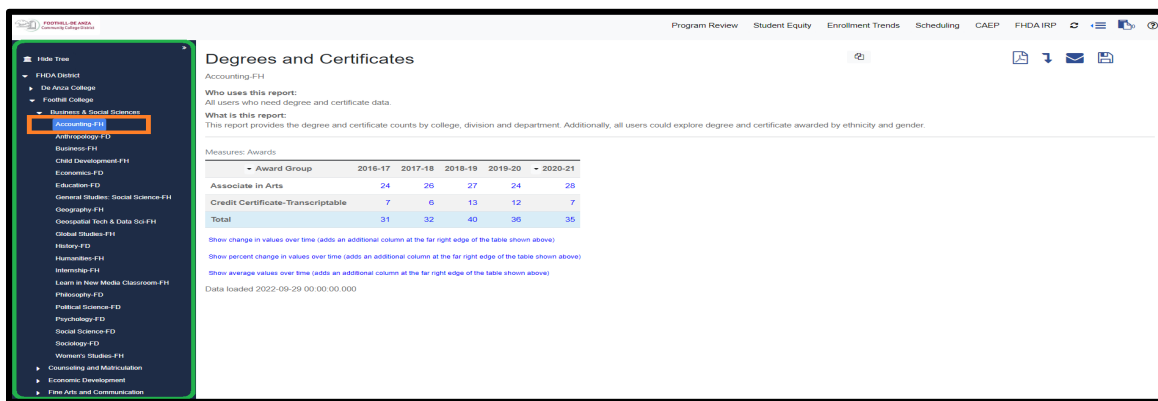 FOOTHILL-DE ANZA
Community College District
Program Review Student Equity Enrollment Trends Scheduling CAEP FHDA IRP
»
Hide Tree
FHDA District
De Anza College
Foothill College
Business & Social Sciences
Accounting-FH
Anthropology-FD
Business-FH
Child Development-FH
Economics-FD
Education-FD
General Studies: Social Science-FH
Geography-FH
Geospatial Tech & Data Sci-FH
Global Studies-FH
History-FD
Humanities-FH
Internship-FH
Learn in New Media Classroom-FH
Philosophy-FD
Political Science-FD
Psychology-FD
Social Science-FD
Sociology-FD
Women's Studies-FH
Counseling and Matriculation
Economic Development
Fine Arts and Communication
Degrees and Certificates
Accounting-FH
Who uses this report:
All users who need degree and certificate data.
What is this report:
This report provides the degree and certificate counts by college, division and department. Additionally, all users could explore degree and certificate awarded by ethnicity and gender.
Measures: Awards
Award Group 2016-17 2017-18 2018-19 2019-20 2020-21
Associate in Arts 24 26 27 24 28
Credit Certificate-Transcriptable 7 6 13 12 7
Total 31 32 40 36 35
Show change in values over time (adds an additional column at the far right edge of the table shown above)
Show percent change in values over time (adds an additional column at the far right edge of the table shown above)
Show average values over time (adds an additional column at the far right edge of the table shown above)
Data loaded 2022-09-29 00:00:00.000